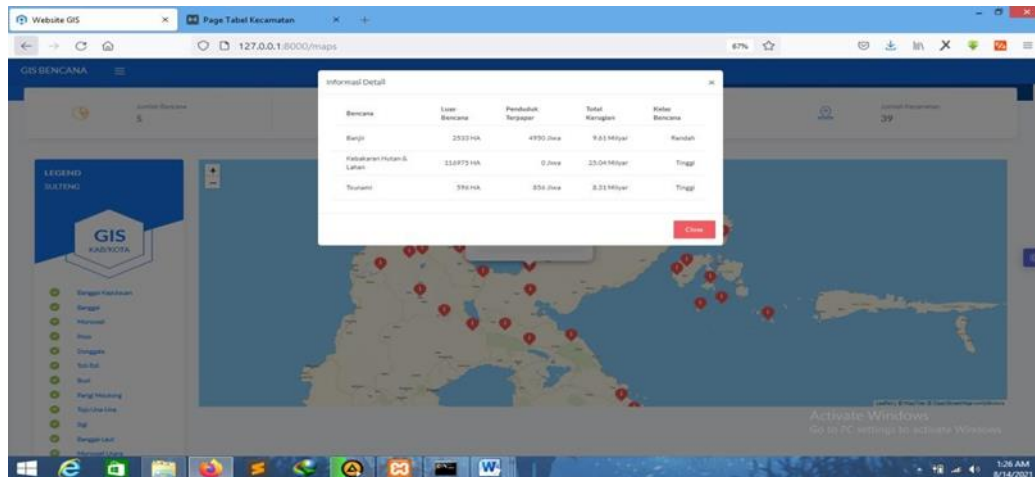 Website GIS
Page Tabel Kecamatan
127.0.0.1:8000/maps
67%
GIS BENCANA
Jumlah Bencana
5
Jumlah Kecamatan
39
Informasi Detail
Bencana Luas Bencana Penduduk Terpapar Total Kerugian Kelas Bencana
Banjir 2533 HA 4950 Jiwa 9.61 Milyar Rendah
Kebakaran Hutan & Lahan 116975 HA 0 Jiwa 25.04 Milyar Tinggi
Tsunami 596 HA 856 Jiwa 8.31 Milyar Tinggi
Close
LEGEND
SULTENG
GIS
KAB/KOTA
Banggai Kepulauan
Banggai
Morowali
Poso
Donggala
Toli-Toli
Buol
Parigi Moutong
Tojo Una-Una
Sigi
Banggai Laut
Morowali Utara
Activate Windows
Go to PC settings to activate Windows.
1:26 AM
8/14/2021